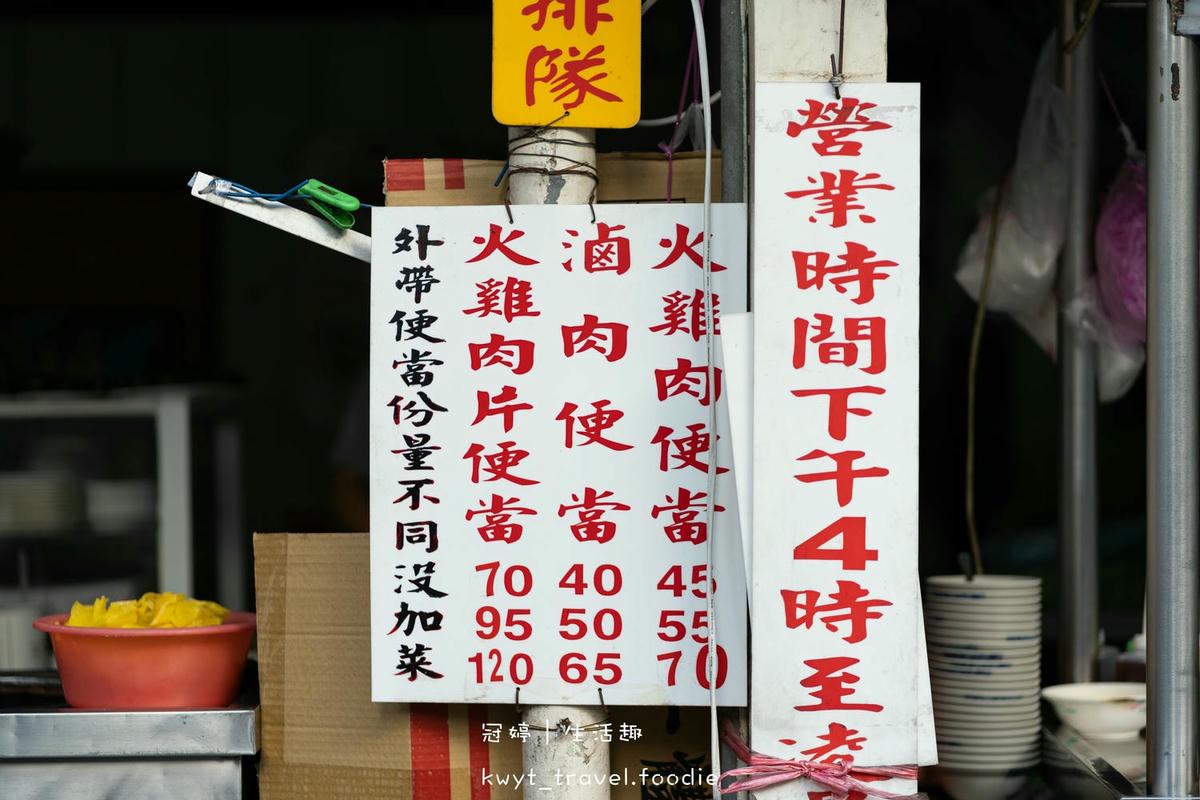 排隊
營業時間下午4時至凌
火雞肉便當 45 55 70
滷肉便當 40 50 65
火雞肉片便當 70 95 120
外帶便當份量不同沒加菜
冠婷｜生活趣
kwyt_travel.foodie